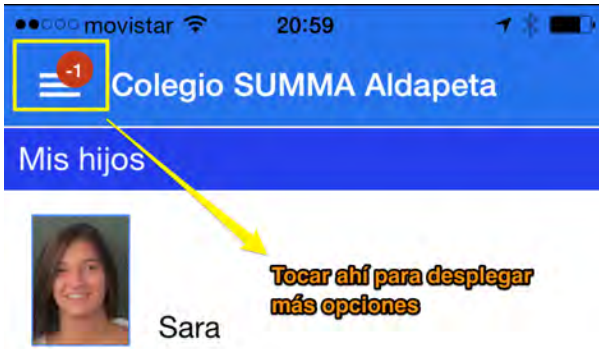 movistar 20:59
-1
Colegio SUMMA Aldapeta
Mis hijos
Tocar ahí para desplegar
más opciones
Sara